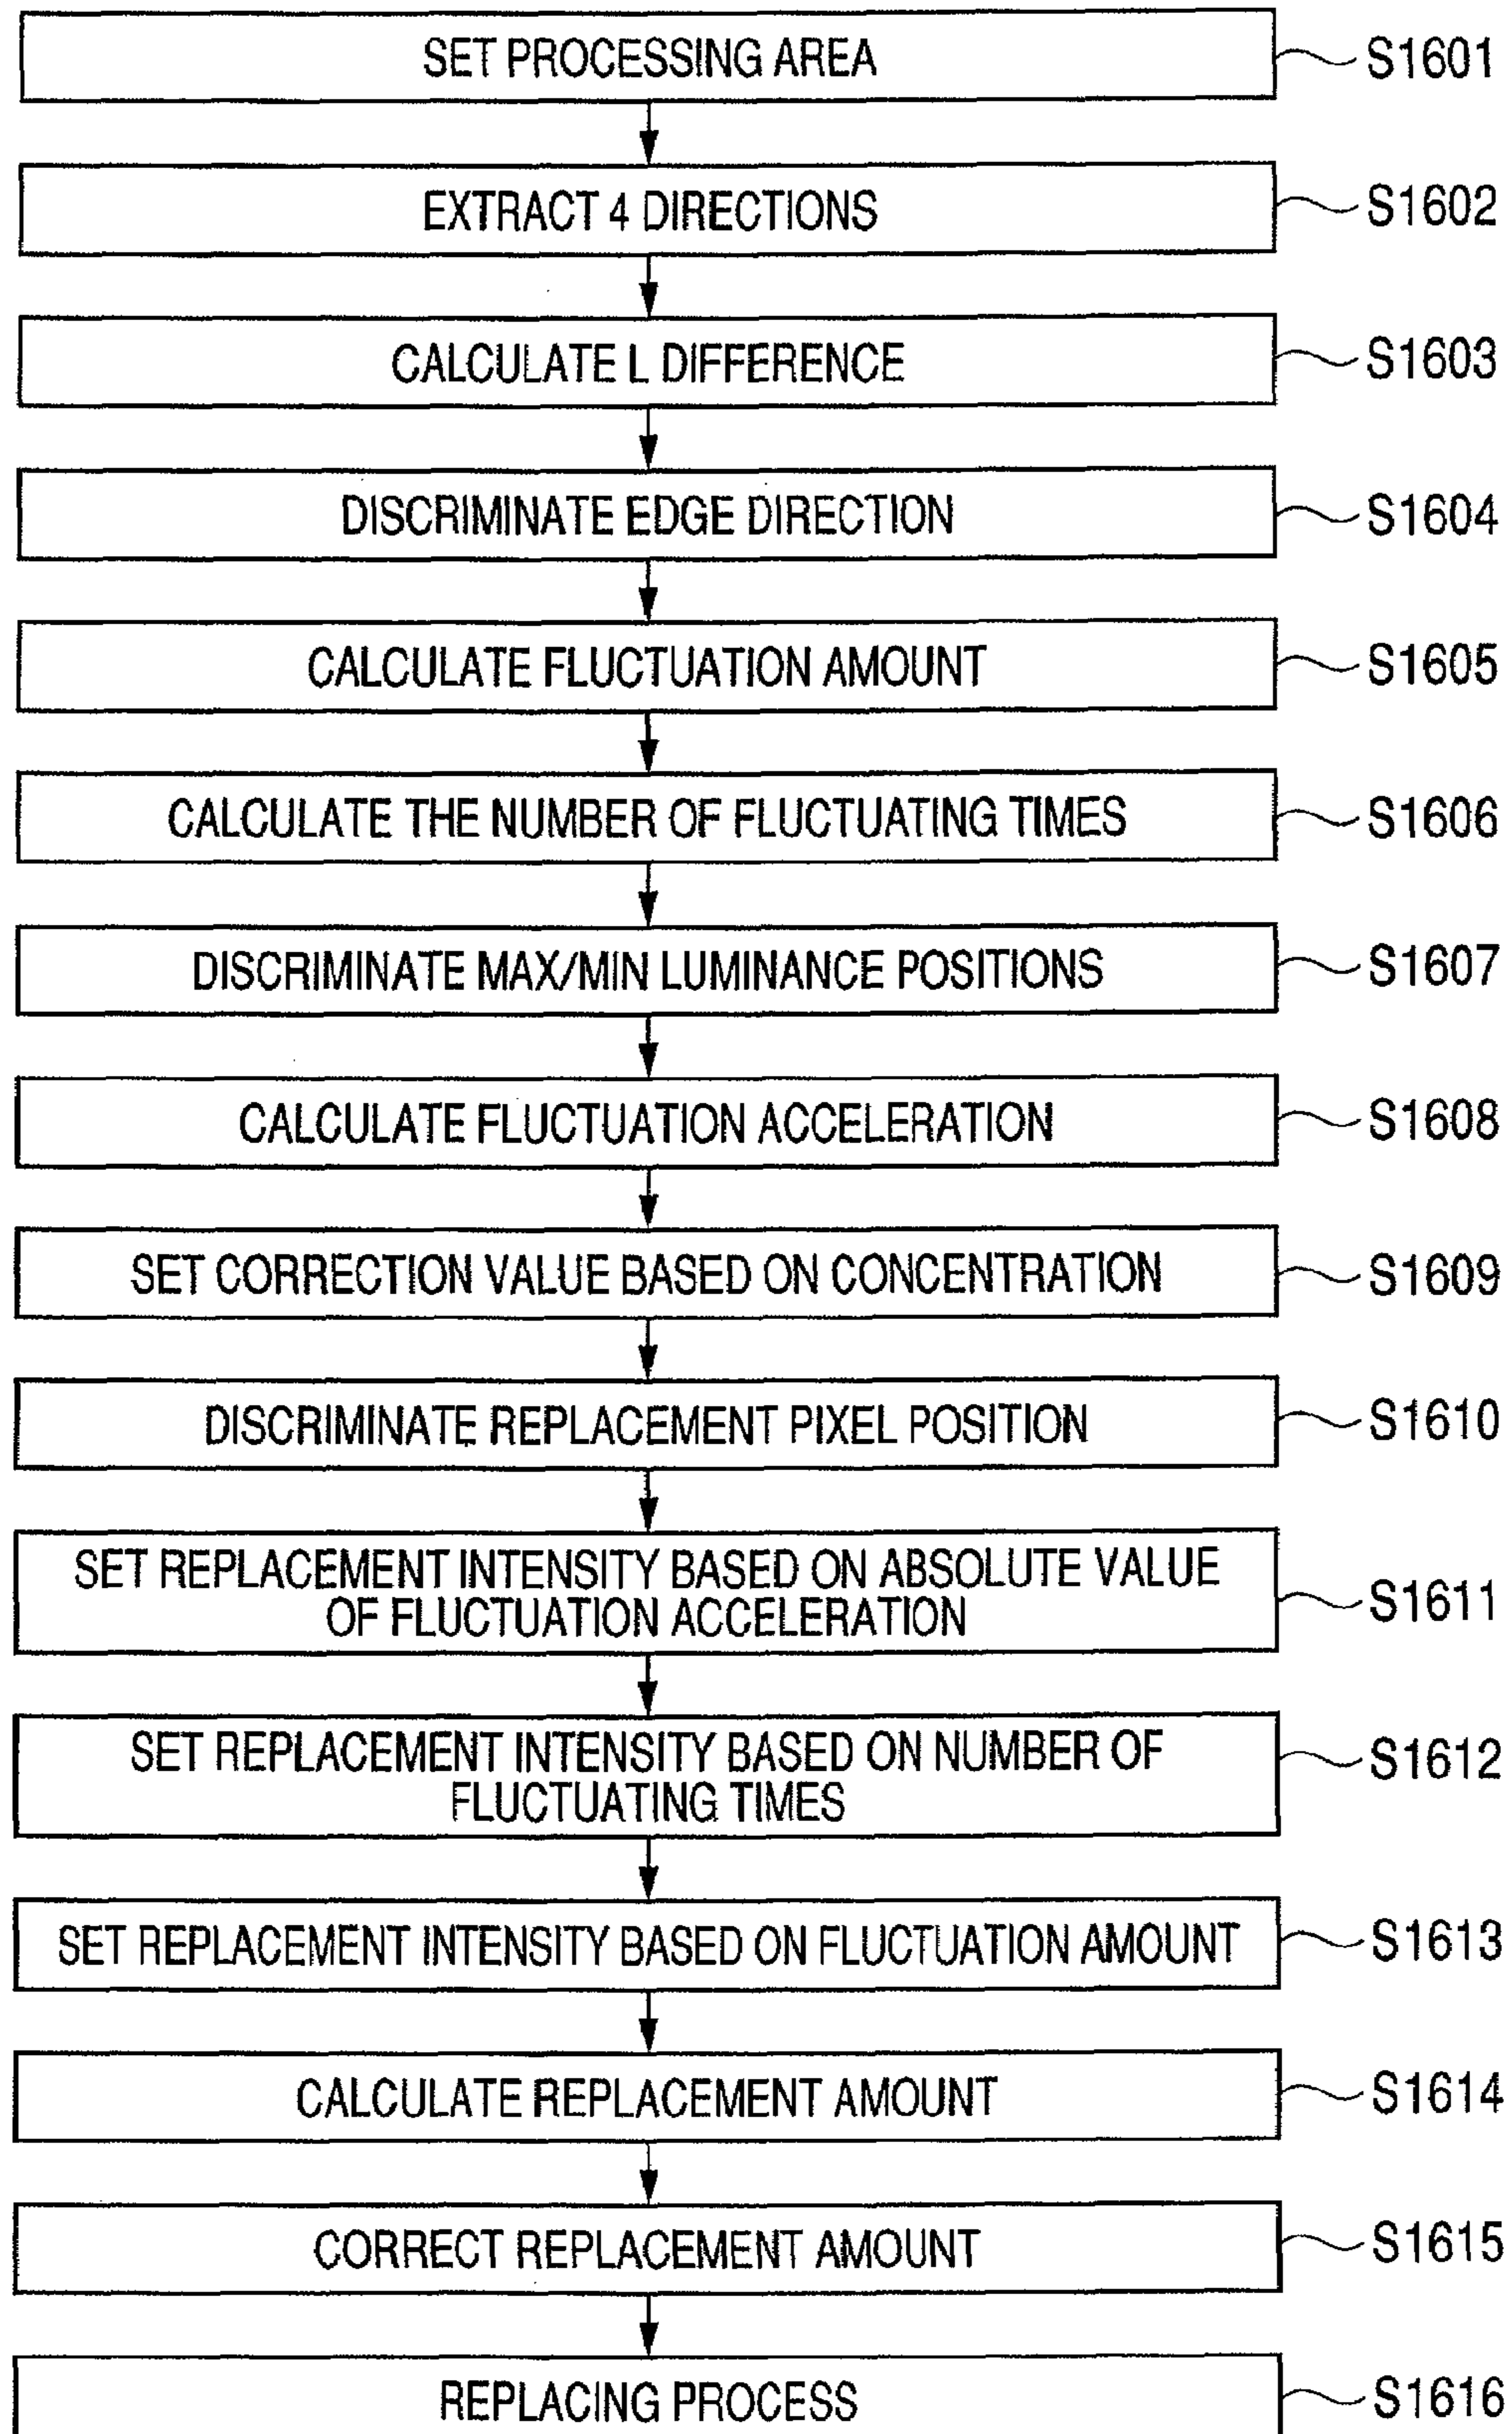 SET PROCESSING AREA S1601
EXTRACT 4 DIRECTIONS S1602
CALCULATE L DIFFERENCE S1603
DISCRIMINATE EDGE DIRECTION S1604
CALCULATE FLUCTUATION AMOUNT S1605
CALCULATE THE NUMBER OF FLUCTUATING TIMES S1606
DISCRIMINATE MAX/MIN LUMINANCE POSITIONS S1607
CALCULATE FLUCTUATION ACCELERATION S1608
SET CORRECTION VALUE BASED ON CONCENTRATION S1609
DISCRIMINATE REPLACEMENT PIXEL POSITION S1610
SET REPLACEMENT INTENSITY BASED ON ABSOLUTE VALUE
OF FLUCTUATION ACCELERATION S1611
SET REPLACEMENT INTENSITY BASED ON NUMBER OF
FLUCTUATING TIMES S1612
SET REPLACEMENT INTENSITY BASED ON FLUCTUATION AMOUNT S1613
CALCULATE REPLACEMENT AMOUNT S1614
CORRECT REPLACEMENT AMOUNT S1615
REPLACING PROCESS S1616